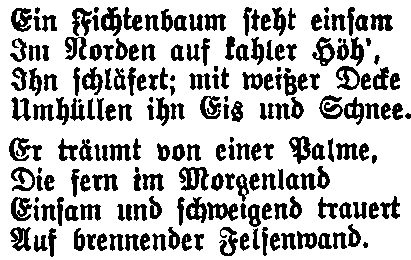 Ein Fichtenbaum steht einsam
Im Norden auf kahler Höh',
Ihn schläfert; mit weißer Decke
Umhüllen ihn Eis und Schnee.
Er träumt von einer Palme,
Die fern im Morgenland
Einsam und schweigend trauert
Auf brennender Felsenwand.